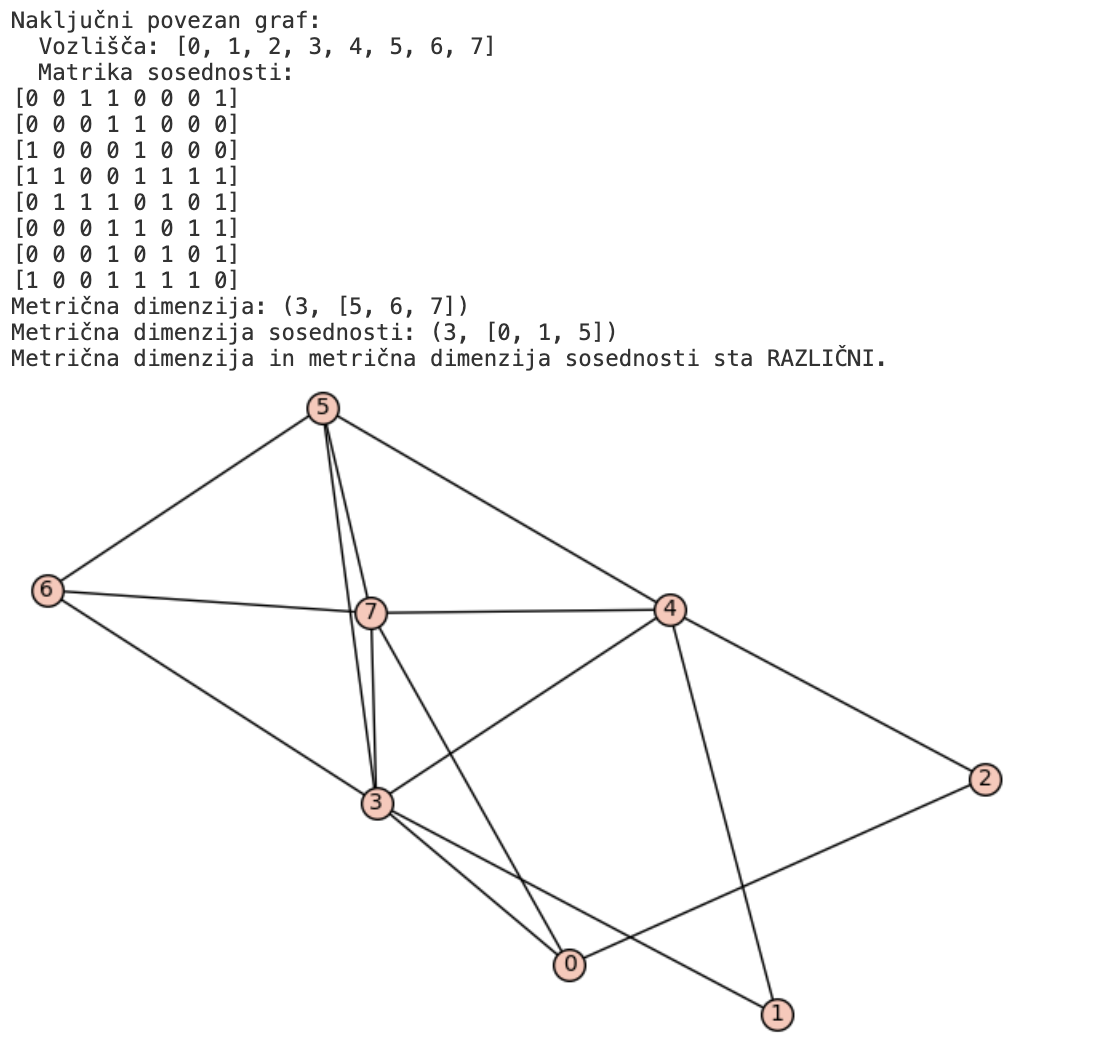 Naključni povezan graf:
  Vozlišča: [0, 1, 2, 3, 4, 5, 6, 7]
  Matrika sosednosti:
[0 0 1 1 0 0 0 1]
[0 0 0 1 1 0 0 0]
[1 0 0 0 1 0 0 0]
[1 1 0 0 1 1 1 1]
[0 1 1 1 0 1 0 1]
[0 0 0 1 1 0 1 1]
[0 0 0 1 0 1 0 1]
[1 0 0 1 1 1 1 0]
Metrična dimenzija: (3, [5, 6, 7])
Metrična dimenzija sosednosti: (3, [0, 1, 5])
Metrična dimenzija in metrična dimenzija sosednosti sta RAZLIČNI.
5
6
7
4
2
3
0
1